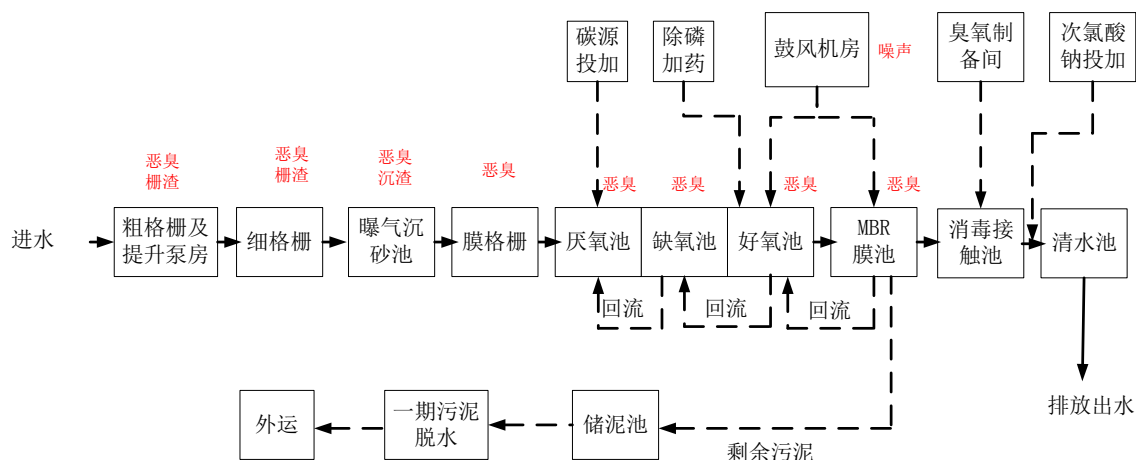 碳源
投加
除磷
加药
鼓风机房
噪声
臭氧制
备间
次氯酸
钠投加
恶臭
栅渣
恶臭
栅渣
恶臭
沉渣
恶臭
恶臭
恶臭
恶臭
恶臭
进水
粗格栅及
提升泵房
细格栅
曝气沉
砂池
膜格栅
厌氧池
缺氧池
好氧池
MBR
膜池
消毒接
触池
清水池
回流
回流
回流
排放出水
外运
一期污泥
脱水
储泥池
剩余污泥